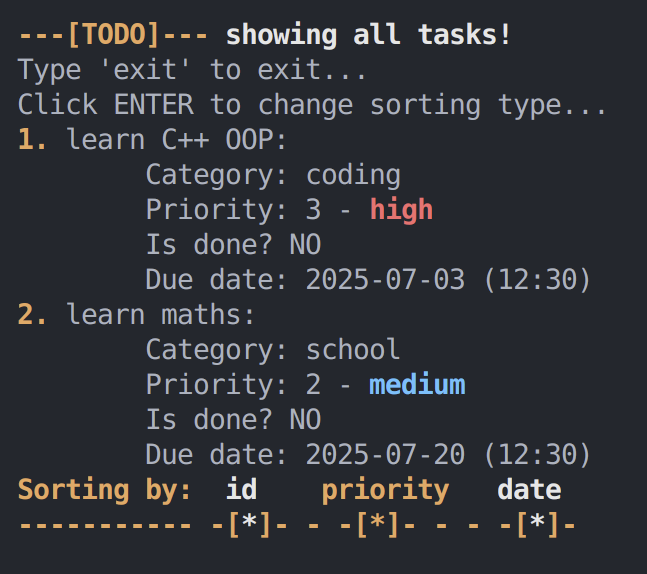 ---[TODO]--- showing all tasks!
Type 'exit' to exit...
Click ENTER to change sorting type...
1. learn C++ OOP:
        Category: coding
        Priority: 3 - high
        Is done? NO
        Due date: 2025-07-03 (12:30)
2. learn maths:
        Category: school
        Priority: 2 - medium
        Is done? NO
        Due date: 2025-07-20 (12:30)
Sorting by:  id    priority   date
----------- -[*]- - -[*]- - - -[*]-